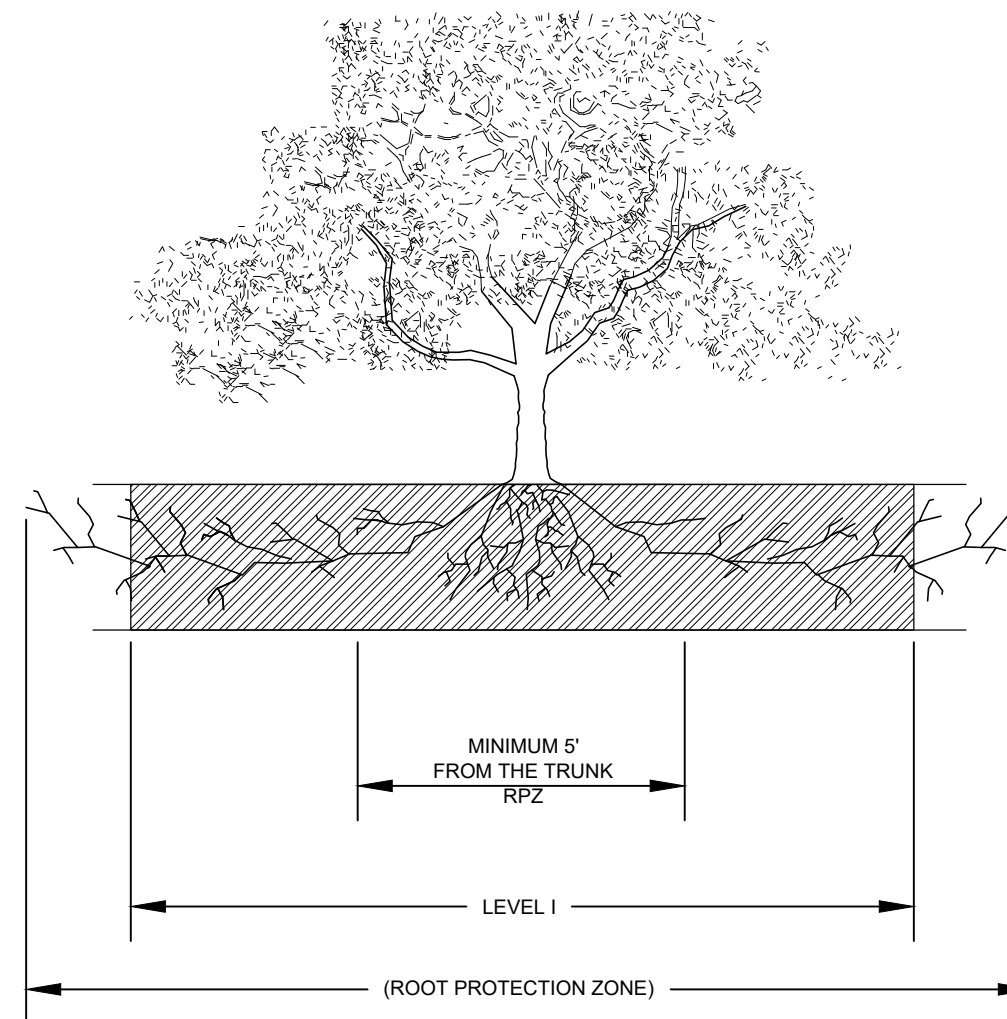 MINIMUM 5'
FROM THE TRUNK
RPZ
LEVEL I
(ROOT PROTECTION ZONE)